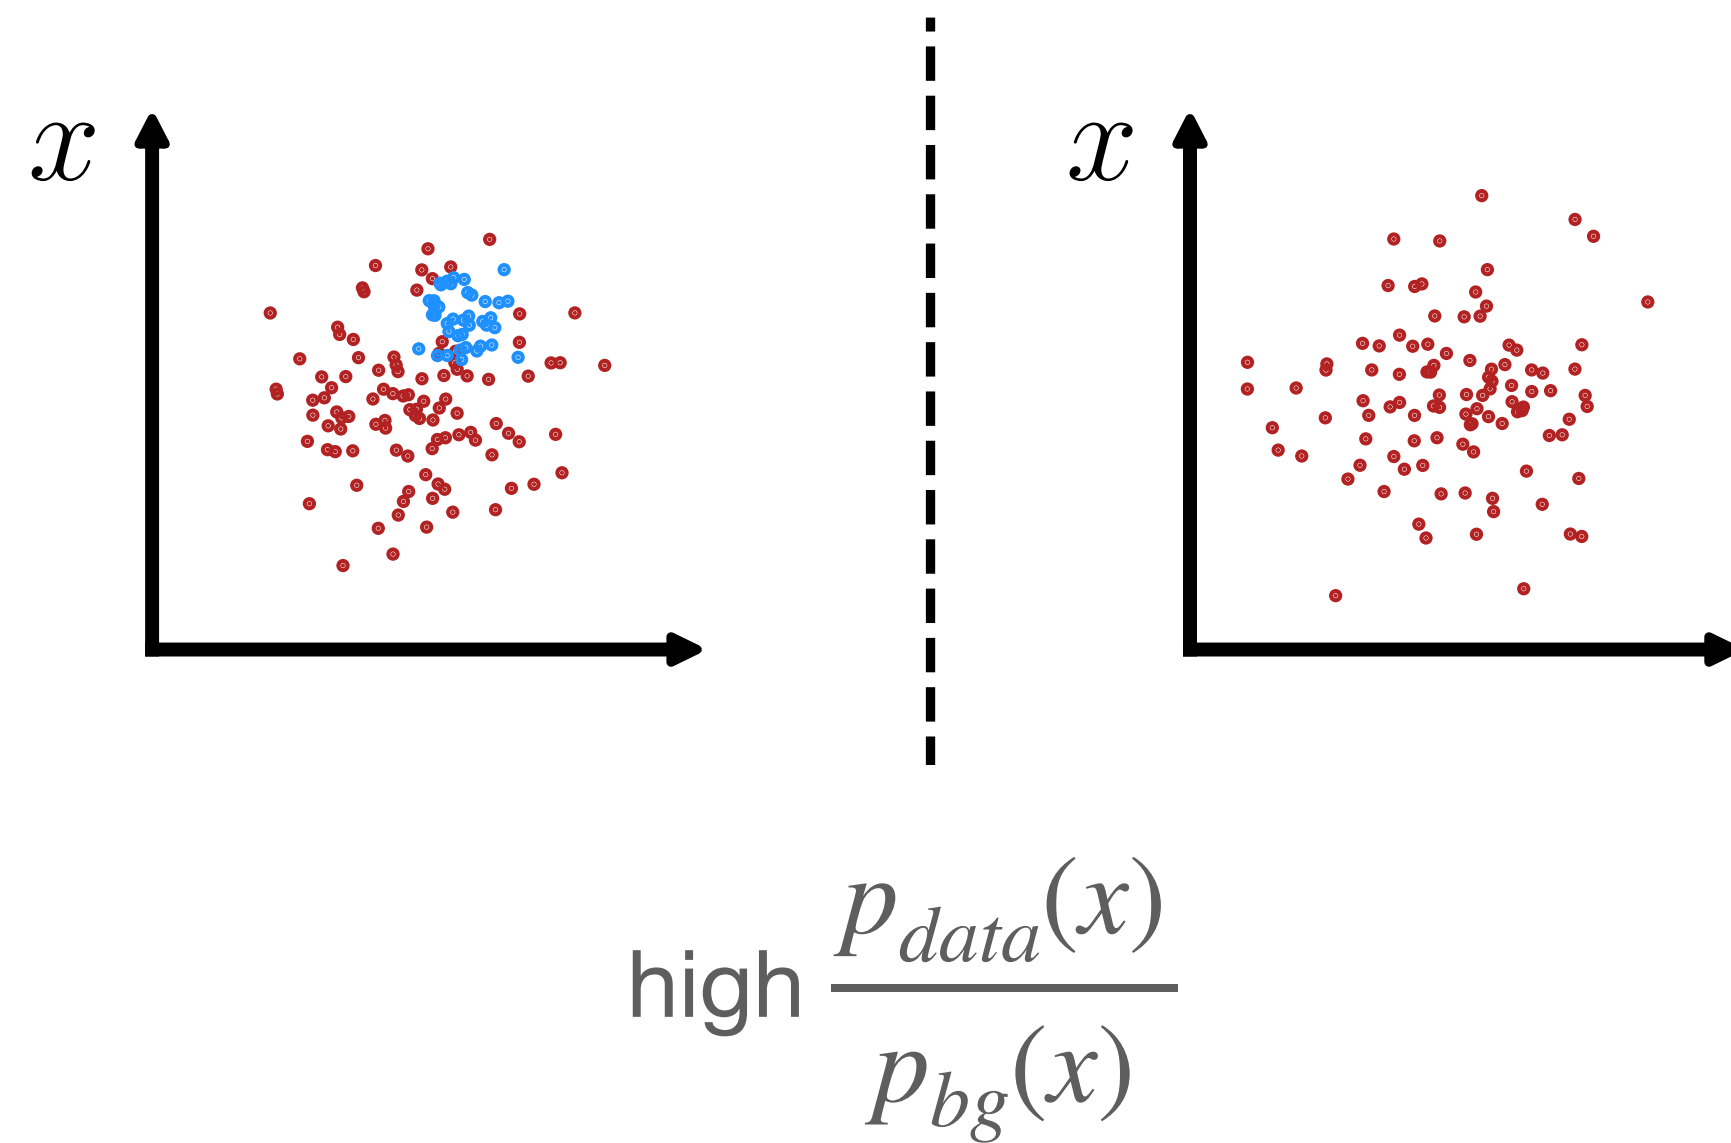 x
x
high p_data(x)
p_bg(x)